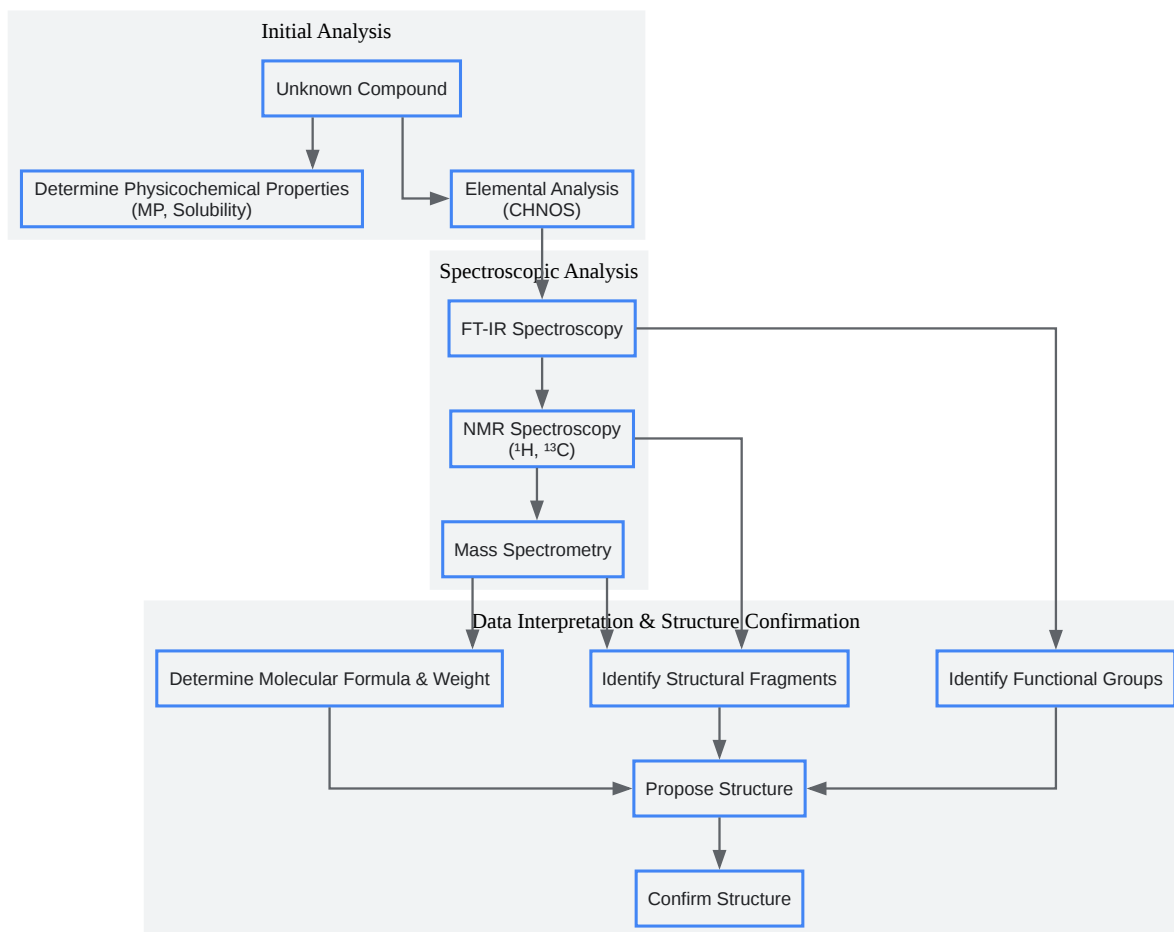 Initial Analysis
Unknown Compound
Determine Physicochemical Properties
(MP, Solubility)
Elemental Analysis
(CHNOS)
Spectroscopic Analysis
FT-IR Spectroscopy
NMR Spectroscopy
(¹H, ¹³C)
Mass Spectrometry
Data Interpretation & Structure Confirmation
Determine Molecular Formula & Weight
Identify Structural Fragments
Identify Functional Groups
Propose Structure
Confirm Structure